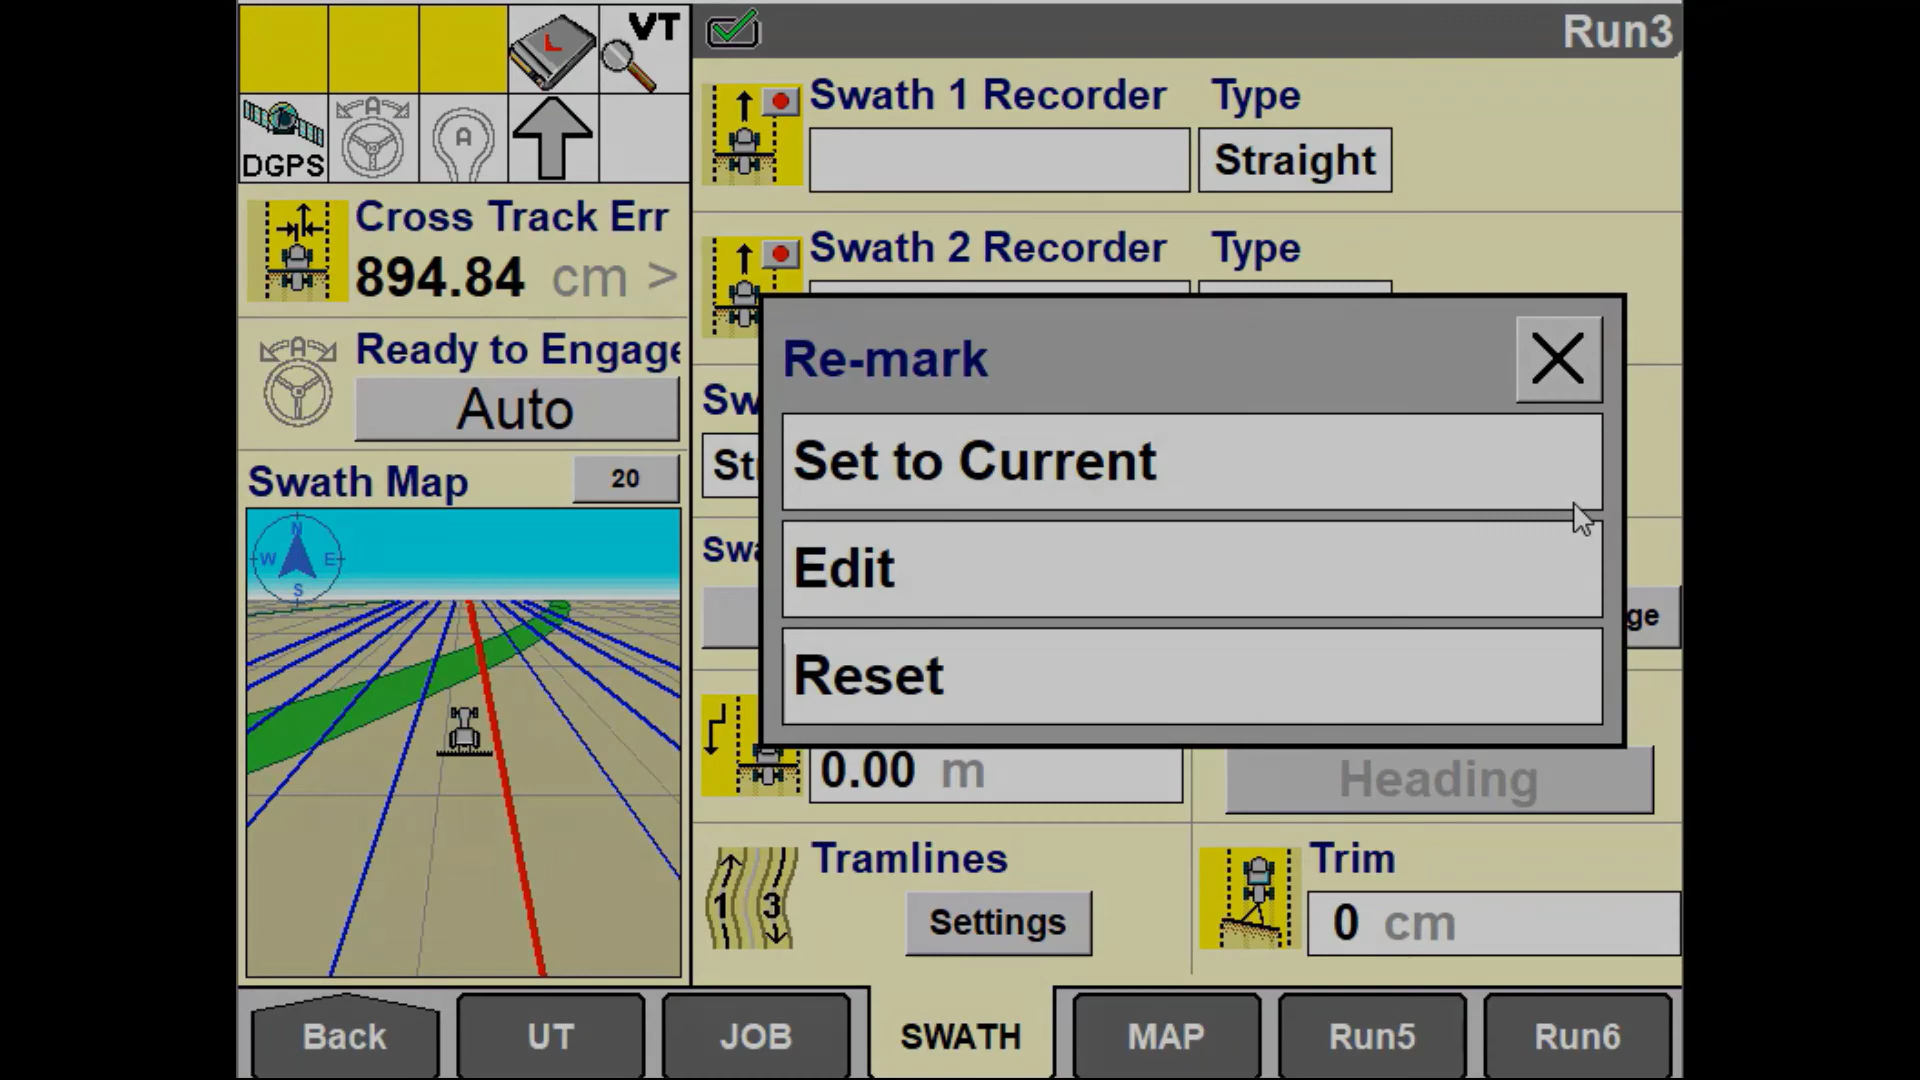 VT
L
DGPS
A
A
Cross Track Err
894.84 cm >
A
Ready to Engage
Auto
Swath Map
20
N
W E
S
Run3
Swath 1 Recorder Type
Straight
Swath 2 Recorder Type
Re-mark
Set to Current
Edit
Reset
0.00 m
Heading
Tramlines
1 3
Settings
Trim
0 cm
Back
UT
JOB
SWATH
MAP
Run5
Run6